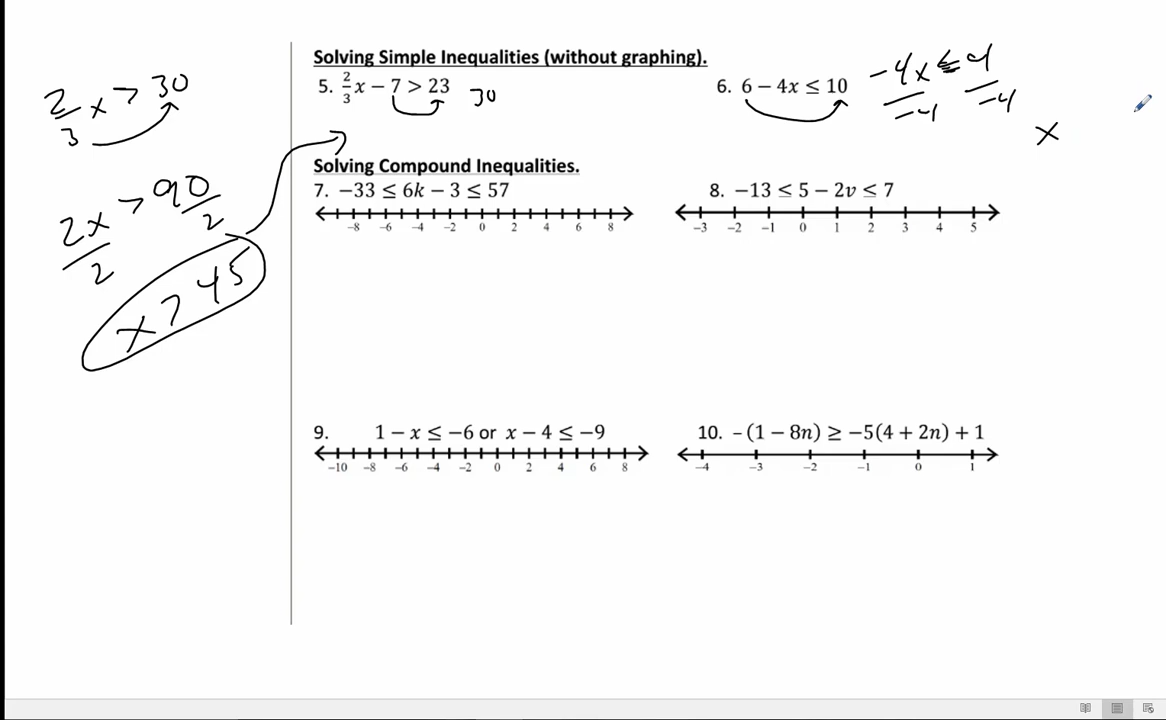 Solving Simple Inequalities (without graphing).
5. 2/3 x − 7 > 23
30
2/3 x > 30
2x/2 > 90/2
x > 45
6. 6 − 4x ≤ 10
−4x ≤ 4
−4 −4
x
Solving Compound Inequalities.
7. −33 ≤ 6k − 3 ≤ 57
−8 −6 −4 −2 0 2 4 6 8
8. −13 ≤ 5 − 2v ≤ 7
−3 −2 −1 0 1 2 3 4 5
9. 1 − x ≤ −6 or x − 4 ≤ −9
−10 −8 −6 −4 −2 0 2 4 6 8
10. −(1 − 8n) ≥ −5(4 + 2n) + 1
−4 −3 −2 −1 0 1